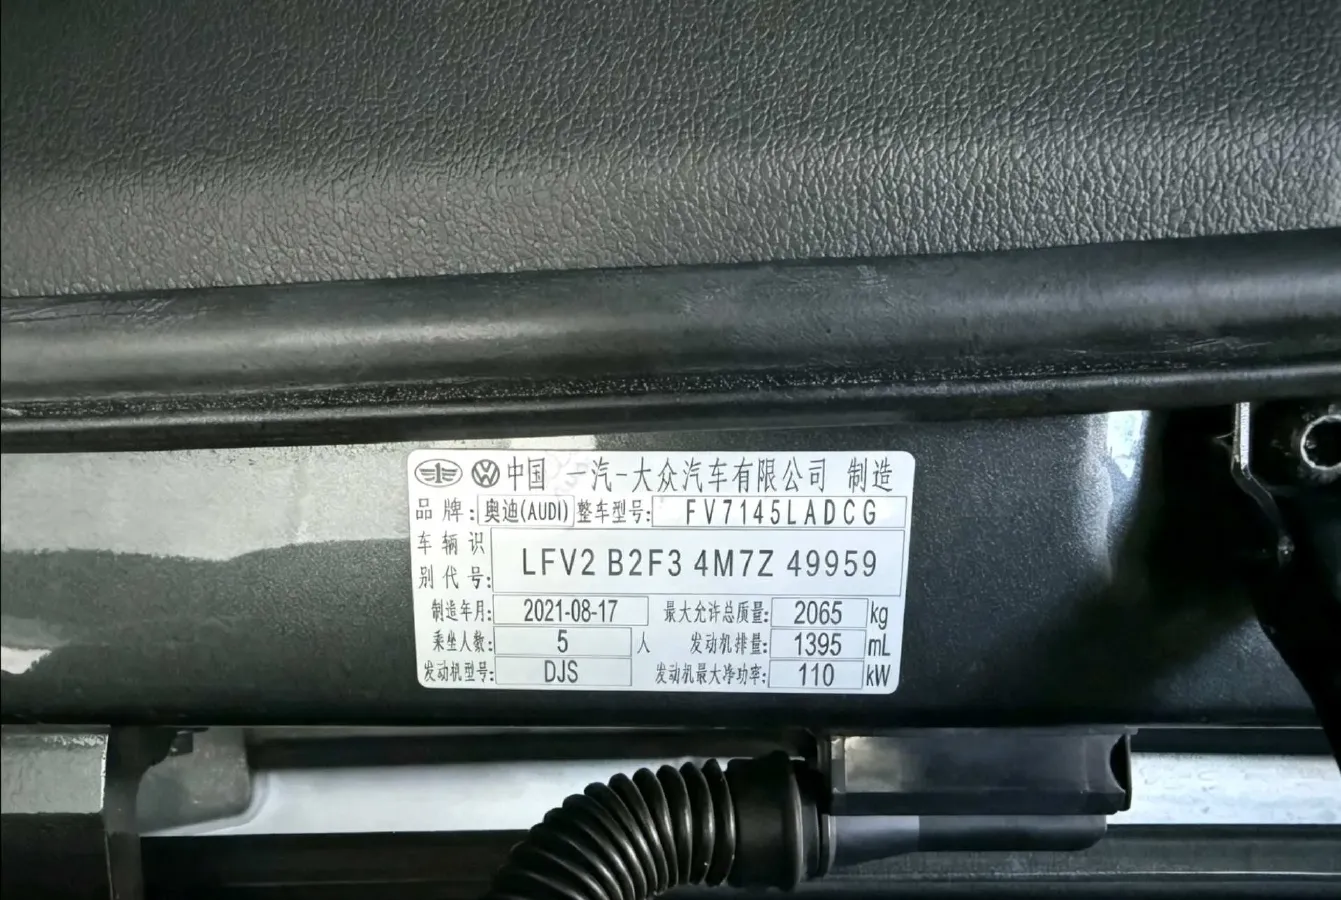 中国 一汽-大众汽车有限公司 制造
品牌: 奥迪(AUDI) 整车型号: FV7145LADCG
车辆识别代号: LFV2 B2F3 4M7Z 49959
制造年月: 2021-08-17 最大允许总质量: 2065 kg
乘坐人数: 5 人 发动机排量: 1395 mL
发动机型号: DJS 发动机最大净功率: 110 kW